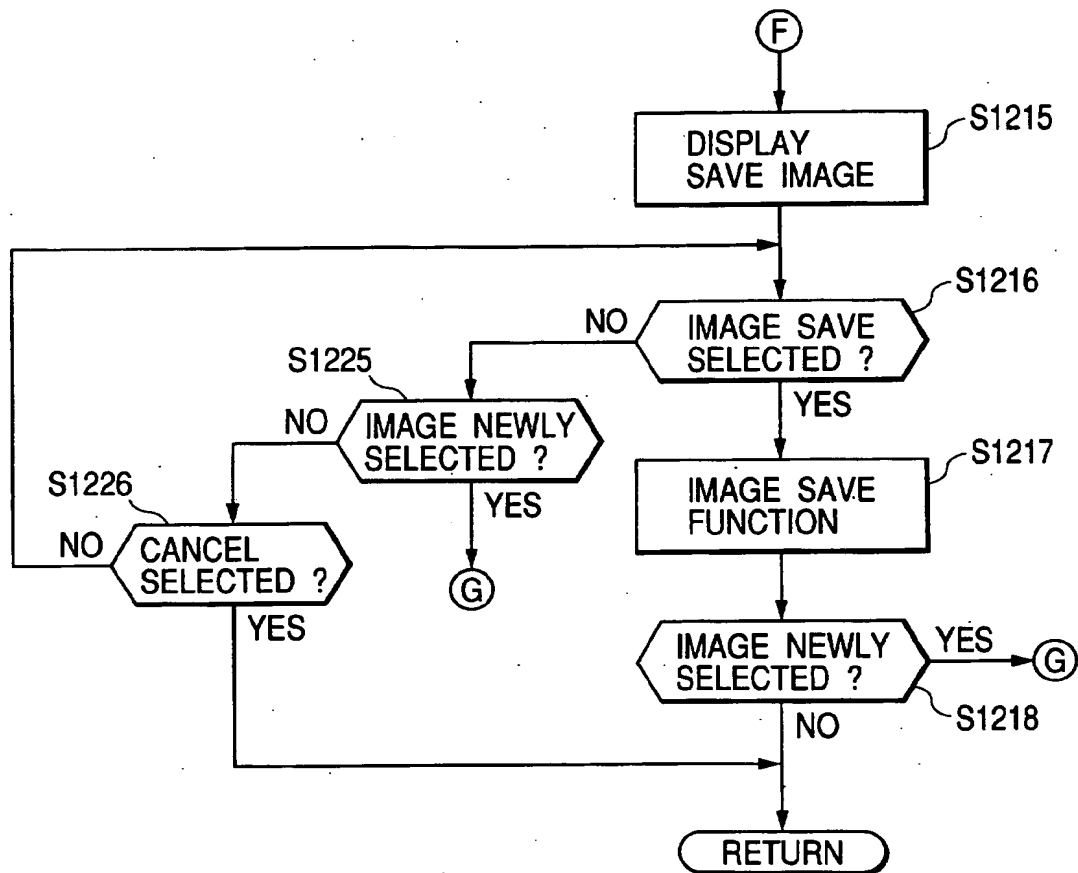 F
S1215
DISPLAY
SAVE IMAGE
S1216
NO
IMAGE SAVE
SELECTED ?
YES
S1225
NO
IMAGE NEWLY
SELECTED ?
YES
G
S1217
IMAGE SAVE
FUNCTION
S1226
NO
CANCEL
SELECTED ?
YES
IMAGE NEWLY
SELECTED ?
YES
G
S1218
NO
RETURN